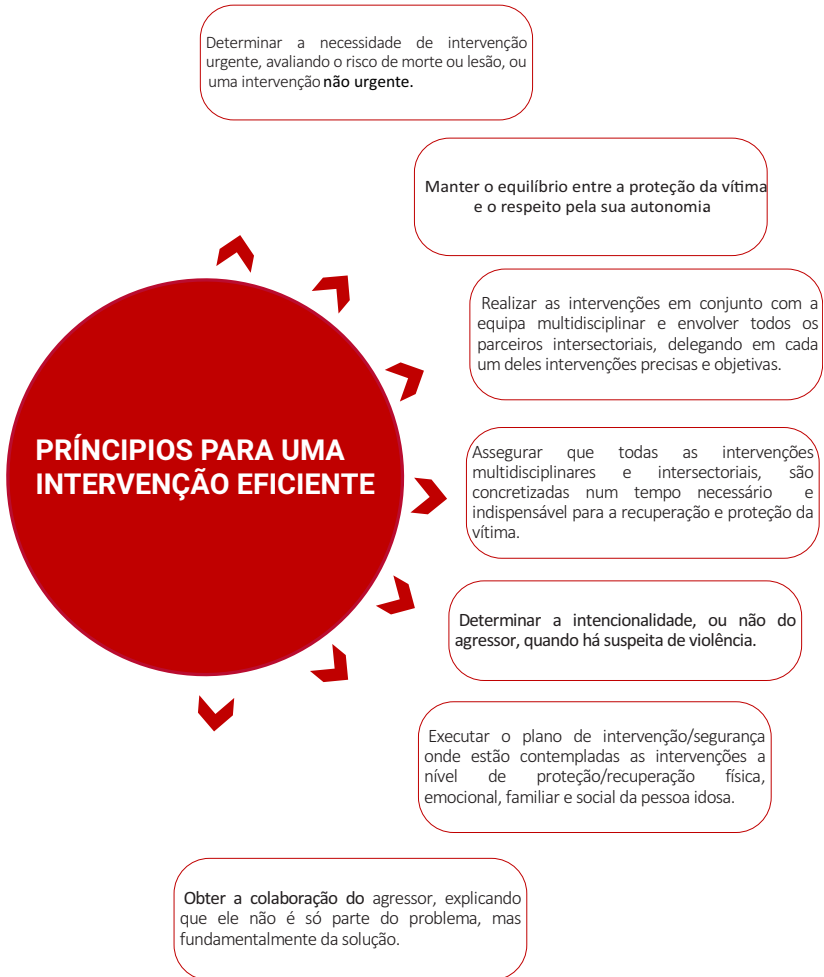 Determinar a necessidade de intervenção
urgente, avaliando o risco de morte ou lesão, ou
uma intervenção não urgente.
Manter o equilíbrio entre a proteção da vítima
e o respeito pela sua autonomia
Realizar as intervenções em conjunto com a
equipa multidisciplinar e envolver todos os
parceiros intersectoriais, delegando em cada
um deles intervenções precisas e objetivas.
PRÍNCIPIOS PARA UMA
INTERVENÇÃO EFICIENTE
Assegurar que todas as intervenções
multidisciplinares e intersectoriais, são
concretizadas num tempo necessário e
indispensável para a recuperação e proteção da
vítima.
Determinar a intencionalidade, ou não do
agressor, quando há suspeita de violência.
Executar o plano de intervenção/segurança
onde estão contempladas as intervenções a
nível de proteção/recuperação física,
emocional, familiar e social da pessoa idosa.
Obter a colaboração do agressor, explicando
que ele não é só parte do problema, mas
fundamentalmente da solução.